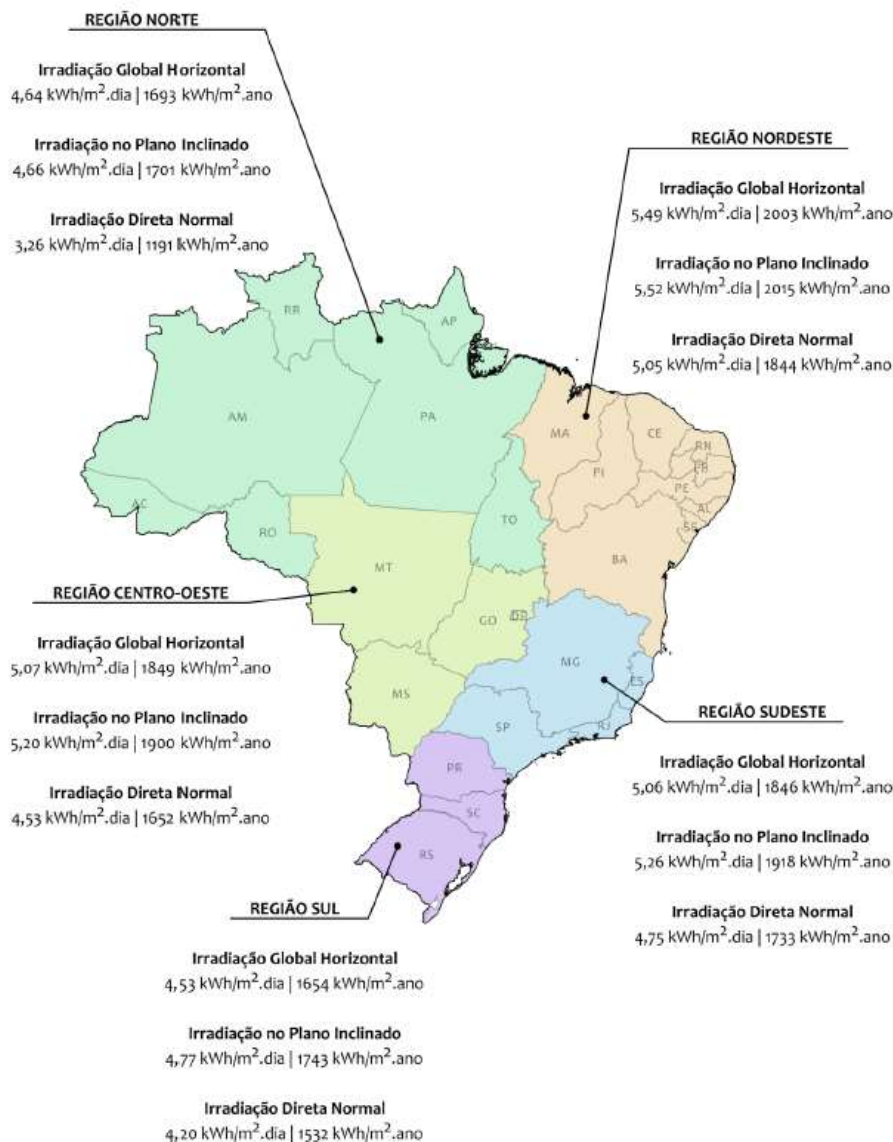 REGIÃO NORTE
Irradiação Global Horizontal
4,64 kWh/m².dia | 1693 kWh/m².ano
Irradiação no Plano Inclinado
4,66 kWh/m².dia | 1701 kWh/m².ano
Irradiação Direta Normal
3,26 kWh/m².dia | 1191 kWh/m².ano
REGIÃO NORDESTE
Irradiação Global Horizontal
5,49 kWh/m².dia | 2003 kWh/m².ano
Irradiação no Plano Inclinado
5,52 kWh/m².dia | 2015 kWh/m².ano
Irradiação Direta Normal
5,05 kWh/m².dia | 1844 kWh/m².ano
RR
AP
AM
PA
MA
CE
RN
PB
PI
PE
AL
SE
AC
RO
TO
BA
MT
GO
DF
MG
ES
MS
SP
RJ
PR
SC
RS
REGIÃO CENTRO-OESTE
Irradiação Global Horizontal
5,07 kWh/m².dia | 1849 kWh/m².ano
Irradiação no Plano Inclinado
5,20 kWh/m².dia | 1900 kWh/m².ano
Irradiação Direta Normal
4,53 kWh/m².dia | 1652 kWh/m².ano
REGIÃO SUDESTE
Irradiação Global Horizontal
5,06 kWh/m².dia | 1846 kWh/m².ano
Irradiação no Plano Inclinado
5,26 kWh/m².dia | 1918 kWh/m².ano
Irradiação Direta Normal
4,75 kWh/m².dia | 1733 kWh/m².ano
REGIÃO SUL
Irradiação Global Horizontal
4,53 kWh/m².dia | 1654 kWh/m².ano
Irradiação no Plano Inclinado
4,77 kWh/m².dia | 1743 kWh/m².ano
Irradiação Direta Normal
4,20 kWh/m².dia | 1532 kWh/m².ano